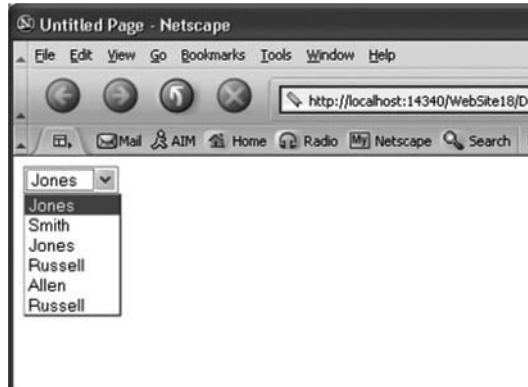 Untitled Page - Netscape
File Edit View Go Bookmarks Tools Window Help
http://localhost:14340/WebSite18/D
Mail AIM Home Radio My Netscape Search
Jones
Jones
Smith
Jones
Russell
Allen
Russell